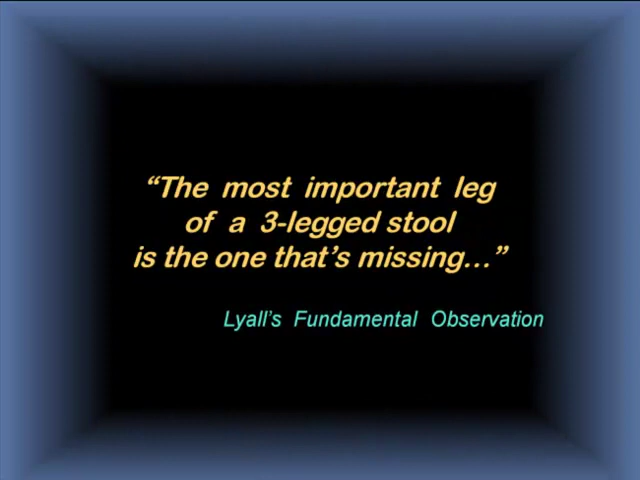 “The most important leg
of a 3-legged stool
is the one that’s missing...”
Lyall’s Fundamental Observation